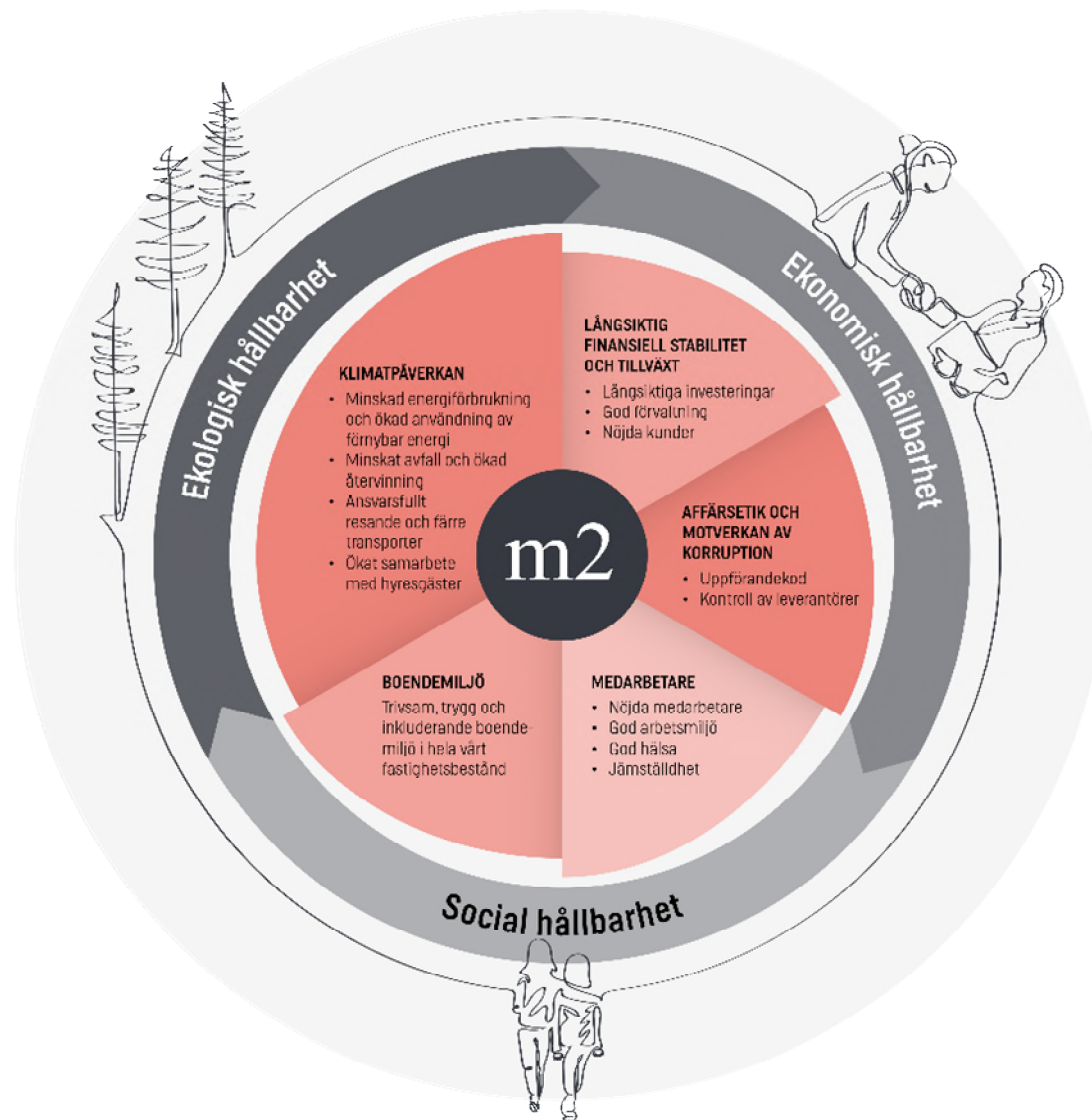 Ekologisk hållbarhet
Ekonomisk hållbarhet
KLIMATPÅVERKAN
• Minskad energiförbrukning
och ökad användning av
förnybar energi
• Minskat avfall och ökad
återvinning
• Ansvarsfullt
resande och färre
transporter
• Ökat samarbete
med hyresgäster
LÅNGSIKTIG
FINANSIELL STABILITET
OCH TILLVÄXT
• Långsiktiga investeringar
• God förvaltning
• Nöjda kunder
AFFÄRSETIK OCH
MOTVERKAN AV
KORRUPTION
• Uppförandekod
• Kontroll av leverantörer
m2
BOENDEMILJÖ
Trivsam, trygg och
inkluderande boende-
miljö i hela vårt
fastighetsbestånd
MEDARBETARE
• Nöjda medarbetare
• God arbetsmiljö
• God hälsa
• Jämställdhet
Social hållbarhet